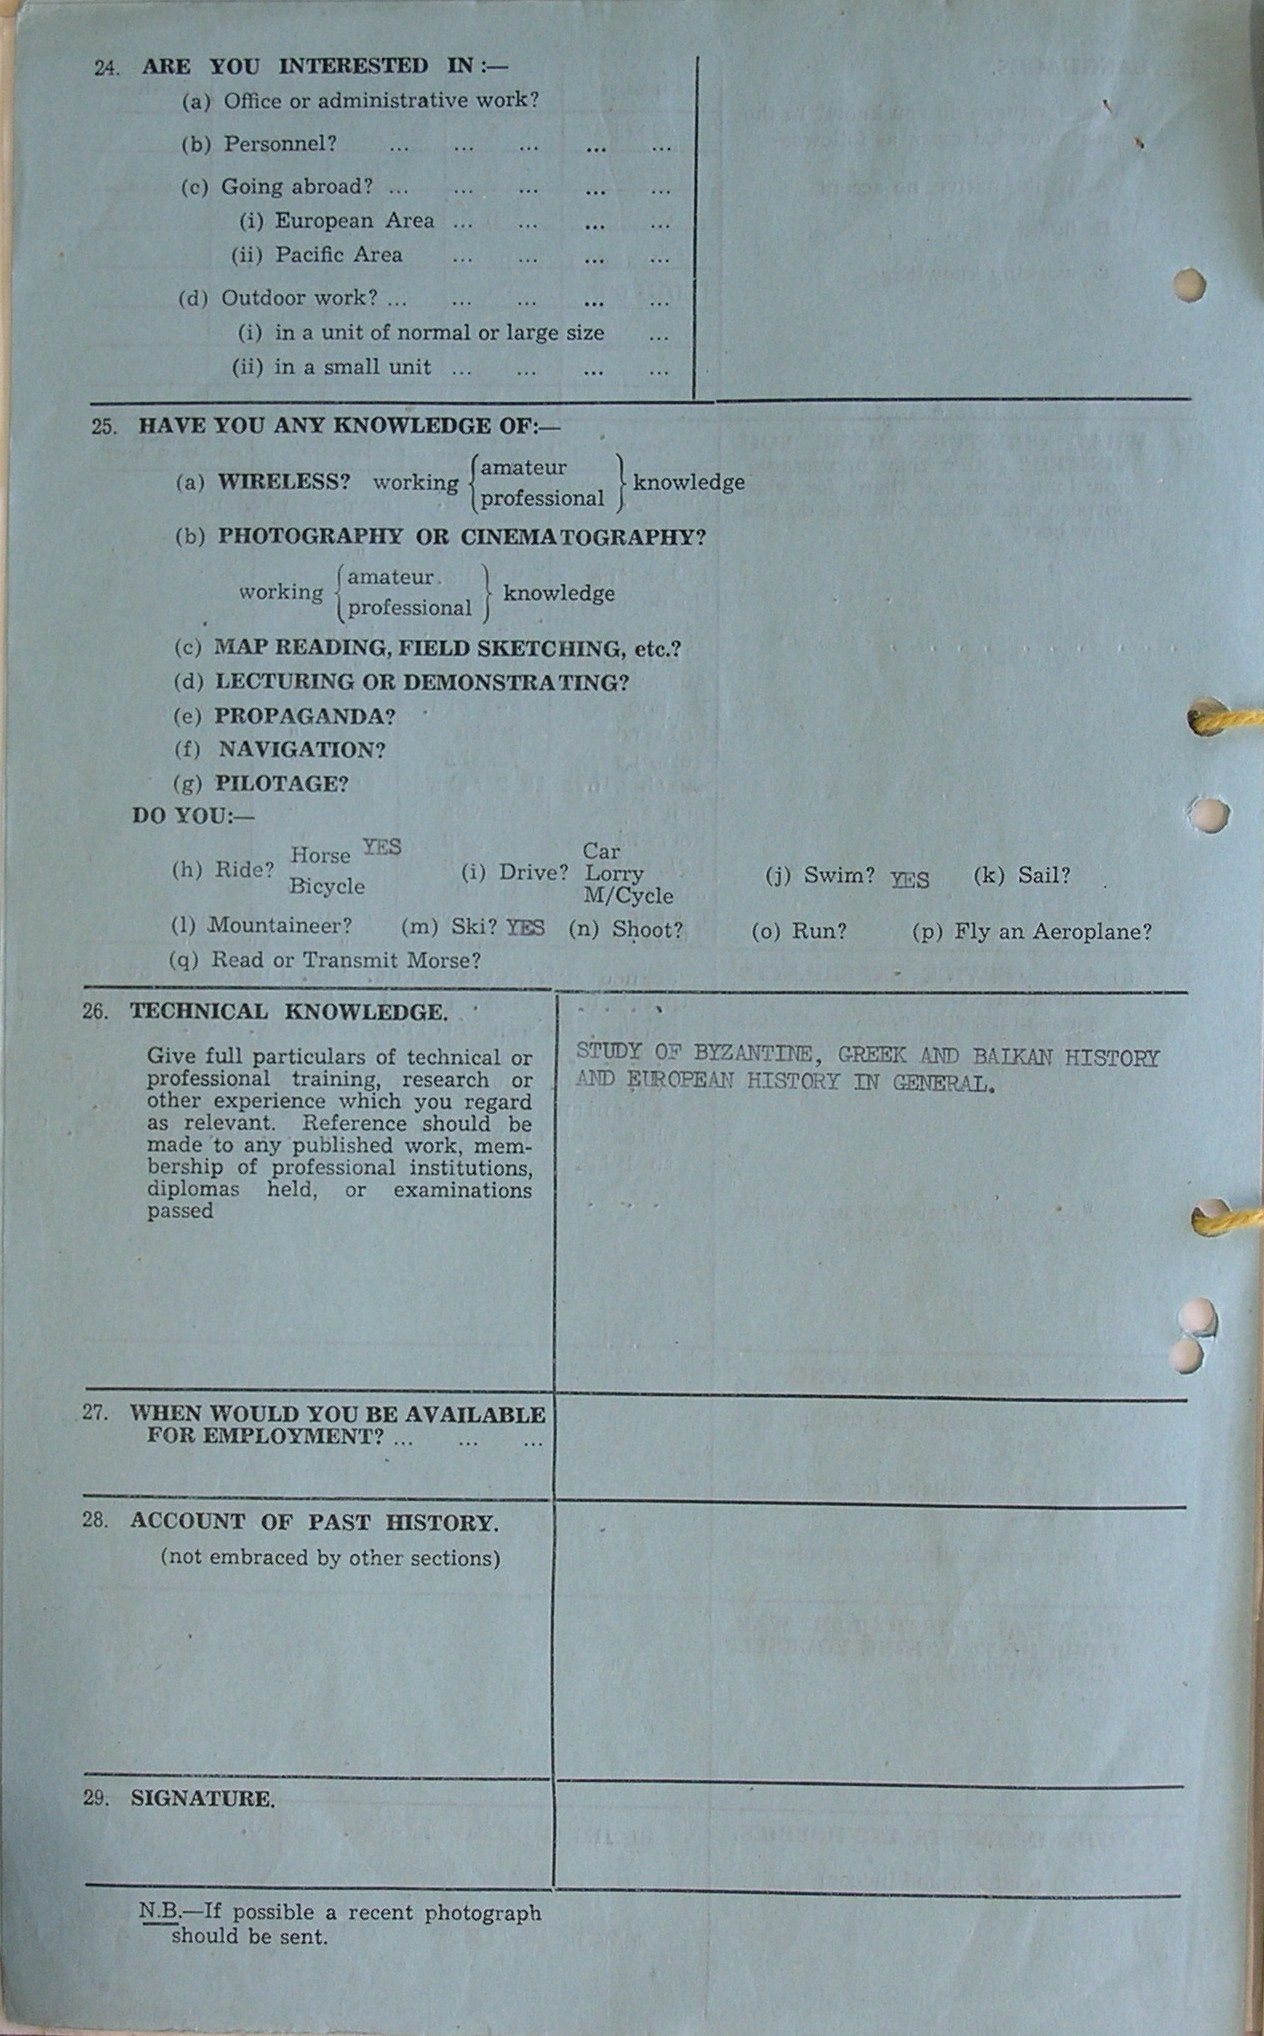 24. ARE YOU INTERESTED IN :—
(a) Office or administrative work?
(b) Personnel? ... ... ... ... ...
(c) Going abroad? ... ... ... ... ...
(i) European Area ... ... ... ...
(ii) Pacific Area ... ... ... ...
(d) Outdoor work? ... ... ... ... ...
(i) in a unit of normal or large size ...
(ii) in a small unit ... ... ... ...
25. HAVE YOU ANY KNOWLEDGE OF:—
(a) WIRELESS? working { amateur professional } knowledge
(b) PHOTOGRAPHY OR CINEMATOGRAPHY?
working { amateur professional } knowledge
(c) MAP READING, FIELD SKETCHING, etc.?
(d) LECTURING OR DEMONSTRATING?
(e) PROPAGANDA?
(f) NAVIGATION?
(g) PILOTAGE?
DO YOU:—
(h) Ride? Horse YES Bicycle (i) Drive? Car Lorry M/Cycle (j) Swim? YES (k) Sail?
(l) Mountaineer? (m) Ski? YES (n) Shoot? (o) Run? (p) Fly an Aeroplane?
(q) Read or Transmit Morse?
26. TECHNICAL KNOWLEDGE.
Give full particulars of technical or
professional training, research or
other experience which you regard
as relevant. Reference should be
made to any published work, mem-
bership of professional institutions,
diplomas held, or examinations
passed
STUDY OF BYZANTINE, GREEK AND BALKAN HISTORY
AND EUROPEAN HISTORY IN GENERAL.
27. WHEN WOULD YOU BE AVAILABLE
FOR EMPLOYMENT? ... ... ...
28. ACCOUNT OF PAST HISTORY.
(not embraced by other sections)
29. SIGNATURE.
N.B.—If possible a recent photograph
should be sent.